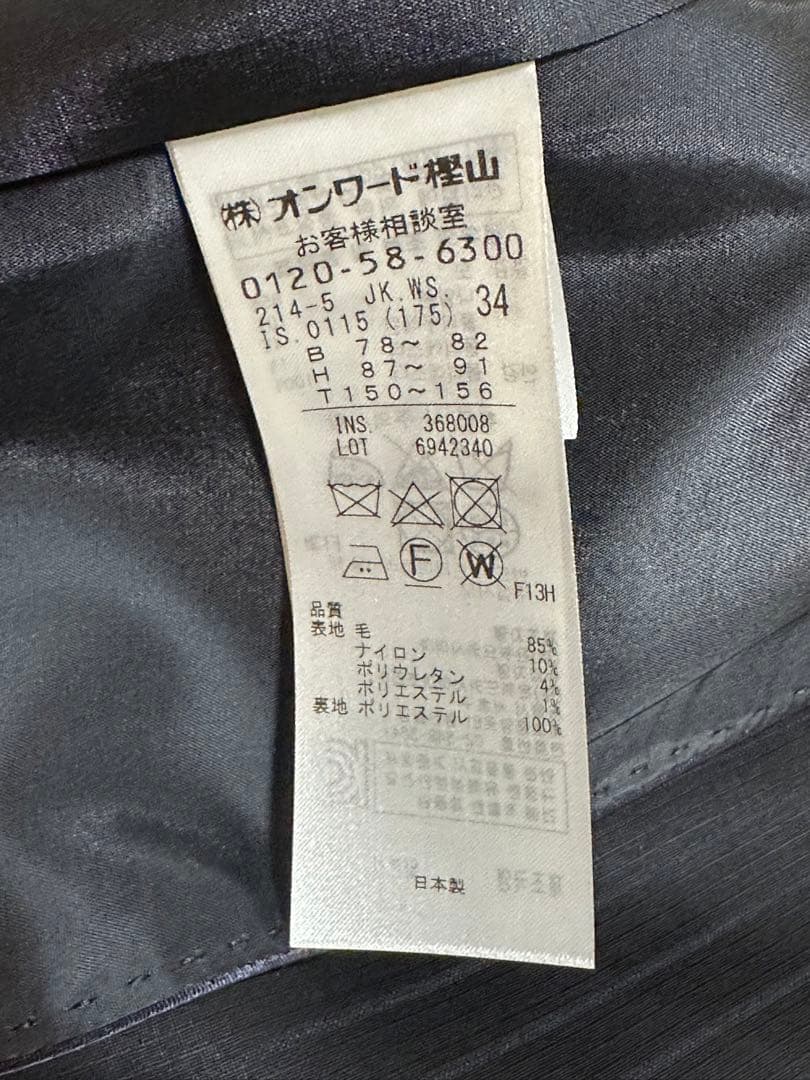 (株)オンワード樫山
お客様相談室
0120-58-6300
214-5 JK.WS. 34
IS.0115 (175)
B 78〜 82
H 87〜 91
T150〜156
INS. 368008
LOT 6942340
F W
F13H
品質
表地 毛 85%
ナイロン 10%
ポリウレタン 4%
ポリエステル 1%
裏地 ポリエステル 100%
日本製